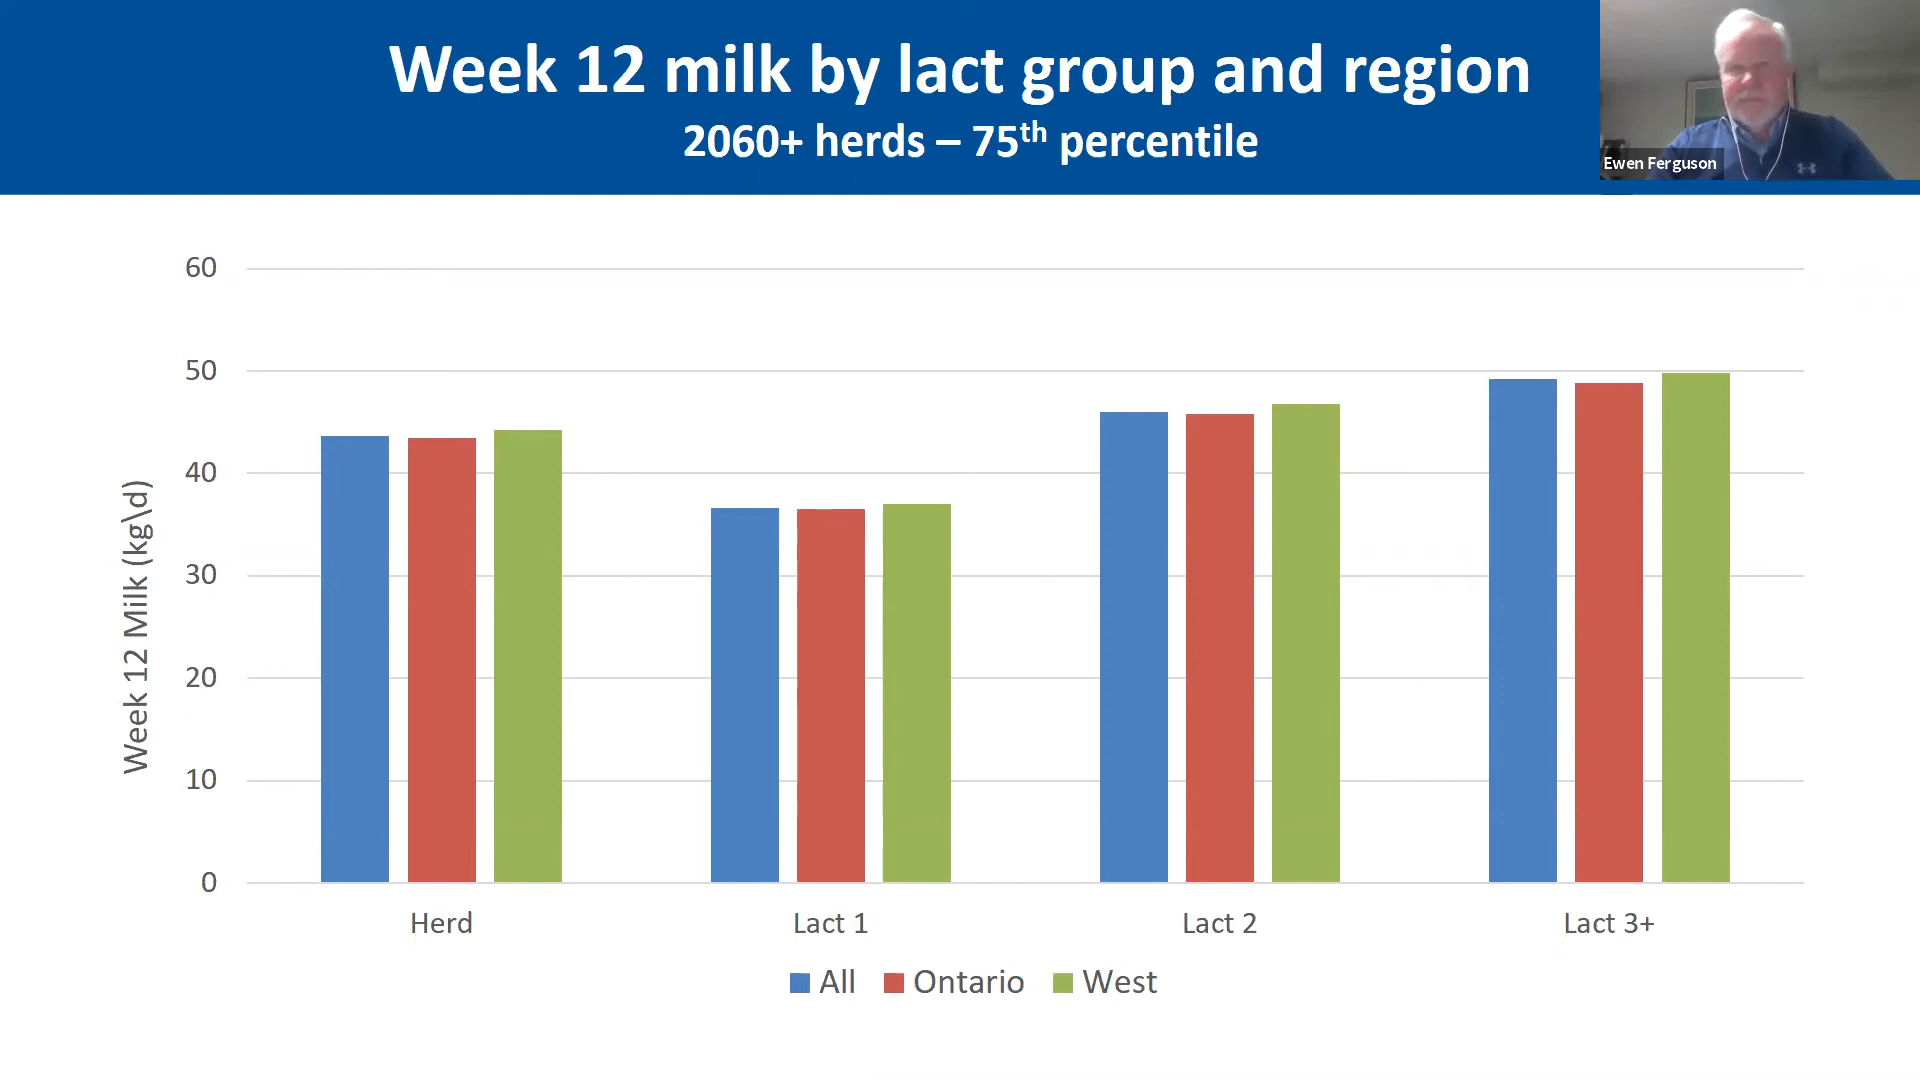 Week 12 milk by lact group and region
2060+ herds – 75th percentile
Ewen Ferguson
60
50
40
30
20
10
0
Week 12 Milk (kg\d)
Herd
Lact 1
Lact 2
Lact 3+
All
Ontario
West